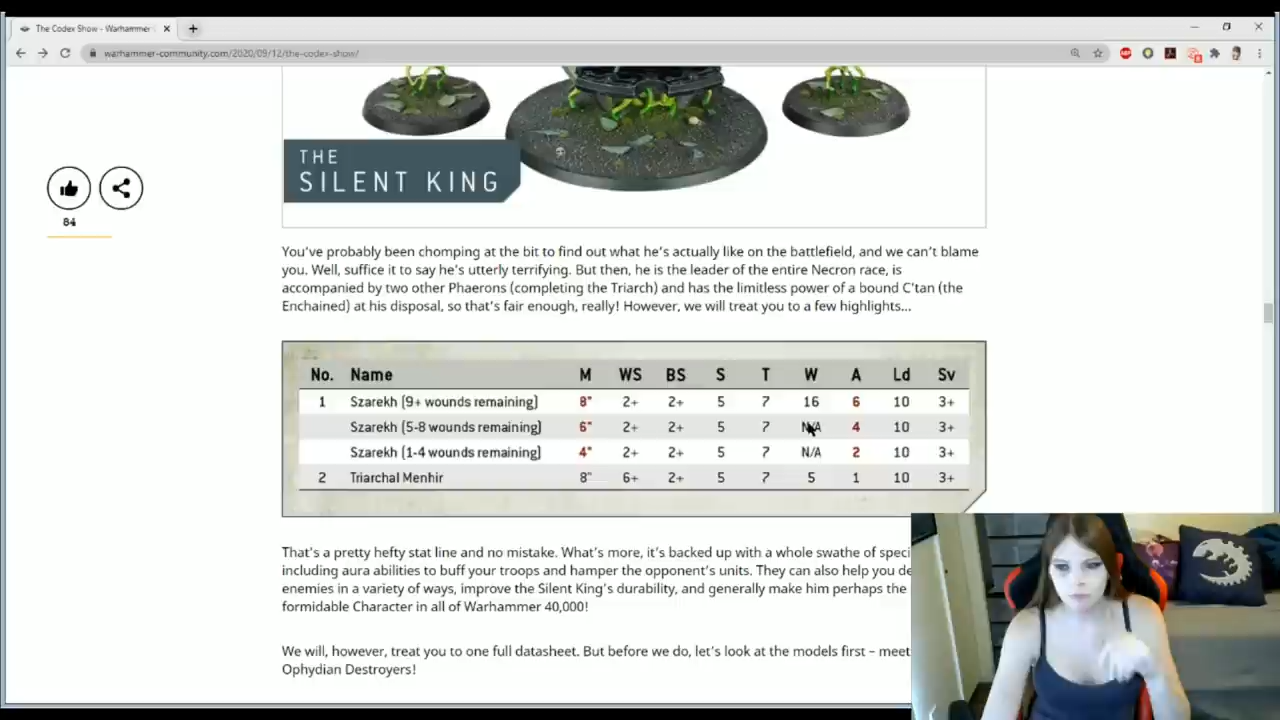 The Codex Show - Warhammer
warhammer-community.com/2020/09/12/the-codex-show/
THE
SILENT KING
84
You've probably been chomping at the bit to find out what he's actually like on the battlefield, and we can't blame
you. Well, suffice it to say he's utterly terrifying. But then, he is the leader of the entire Necron race, is
accompanied by two other Phaerons (completing the Triarch) and has the limitless power of a bound C'tan (the
Enchained) at his disposal, so that's fair enough, really! However, we will treat you to a few highlights...
No. Name M WS BS S T W A Ld Sv
1 Szarekh (9+ wounds remaining) 8" 2+ 2+ 5 7 16 6 10 3+
Szarekh (5-8 wounds remaining) 6" 2+ 2+ 5 7 N/A 4 10 3+
Szarekh (1-4 wounds remaining) 4" 2+ 2+ 5 7 N/A 2 10 3+
2 Triarchal Menhir 8" 6+ 2+ 5 7 5 1 10 3+
That's a pretty hefty stat line and no mistake. What's more, it's backed up with a whole swathe of speci
including aura abilities to buff your troops and hamper the opponent's units. They can also help you de
enemies in a variety of ways, improve the Silent King's durability, and generally make him perhaps the
formidable Character in all of Warhammer 40,000!
We will, however, treat you to one full datasheet. But before we do, let's look at the models first – meet
Ophydian Destroyers!